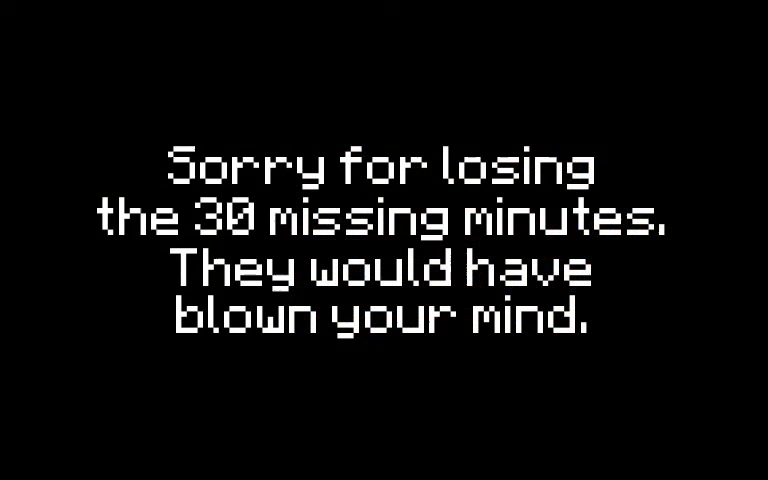 Sorry for losing
the 30 missing minutes.
They would have
blown your mind.